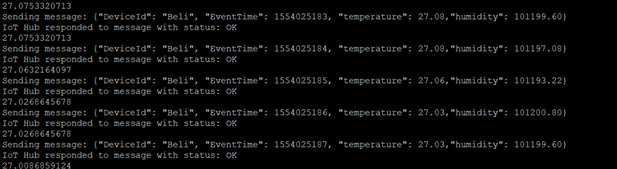 27.0753320713
Sending message: {"DeviceId": "Beli", "EventTime": 1554025183, "temperature": 27.08,"humidity": 101199.60}
IoT Hub responded to message with status: OK
27.0753320713
Sending message: {"DeviceId": "Beli", "EventTime": 1554025184, "temperature": 27.08,"humidity": 101197.08}
IoT Hub responded to message with status: OK
27.0632164097
Sending message: {"DeviceId": "Beli", "EventTime": 1554025185, "temperature": 27.06,"humidity": 101193.22}
IoT Hub responded to message with status: OK
27.0268645678
Sending message: {"DeviceId": "Beli", "EventTime": 1554025186, "temperature": 27.03,"humidity": 101200.80}
IoT Hub responded to message with status: OK
27.0268645678
Sending message: {"DeviceId": "Beli", "EventTime": 1554025187, "temperature": 27.03,"humidity": 101199.60}
IoT Hub responded to message with status: OK
27.0086859124